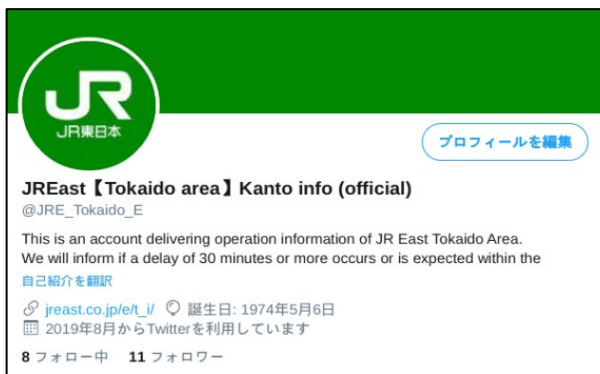 JR
JR東日本
プロフィールを編集
JREast【Tokaido area】Kanto info (official)
@JRE_Tokaido_E
This is an account delivering operation information of JR East Tokaido Area.
We will inform if a delay of 30 minutes or more occurs or is expected within the
自己紹介を翻訳
jreast.co.jp/e/t_i/ 誕生日: 1974年5月6日
2019年8月からTwitterを利用しています
8 フォロー中 11 フォロワー